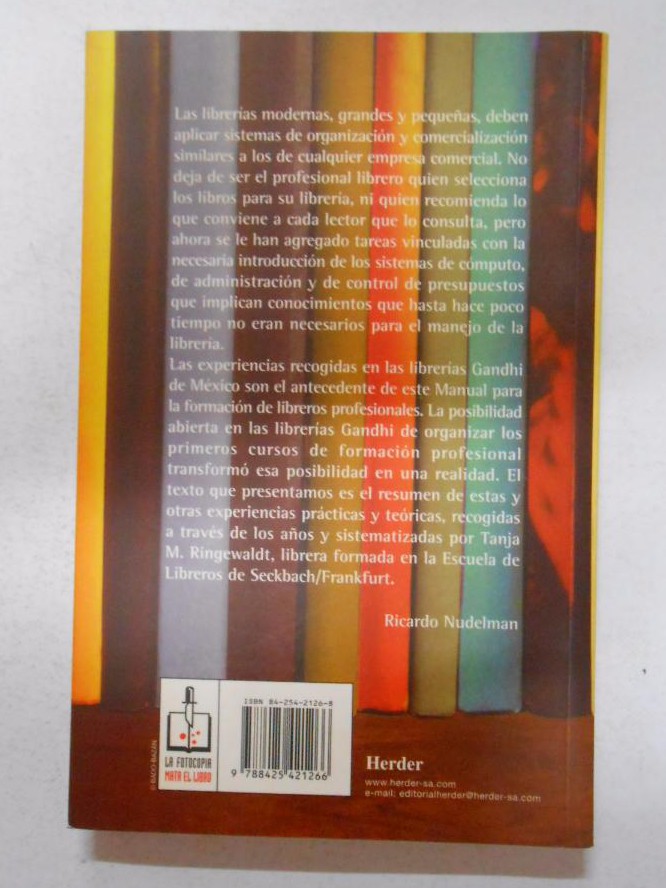 Las librerías modernas, grandes y pequeñas, deben
aplicar sistemas de organización y comercialización
similares a los de cualquier empresa comercial. No
deja de ser el profesional librero quien selecciona
los libros para su librería, ni quien recomienda lo
que conviene a cada lector que lo consulta, pero
ahora se le han agregado tareas vinculadas con la
necesaria introducción de los sistemas de cómputo,
de administración y de control de presupuestos
que implican conocimientos que hasta hace poco
tiempo no eran necesarios para el manejo de la
librería.
Las experiencias recogidas en las librerías Gandhi
de México son el antecedente de este Manual para
la formación de libreros profesionales. La posibilidad
abierta en las librerías Gandhi de organizar los
primeros cursos de formación profesional
transformó esa posibilidad en una realidad. El
texto que presentamos es el resumen de estas y
otras experiencias prácticas y teóricas, recogidas
a través de los años y sistematizadas por Tanja
M. Ringewaldt, librera formada en la Escuela de
Libreros de Seckbach/Frankfurt.
Ricardo Nudelman
ISBN 84-254-2126-8
9 788425 421266
LA FOTOCOPIA
MATA EL LIBRO
Herder
www.herder-sa.com
e-mail: editorialherder@herder-sa.com